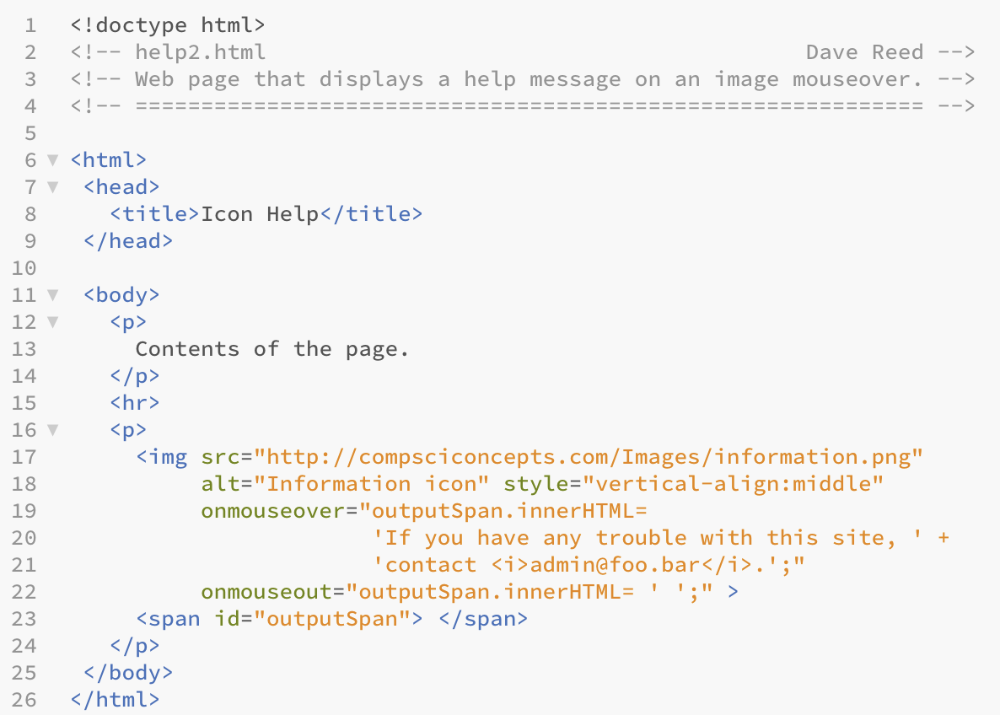 1 <!doctype html>
2 <!-- help2.html                                         Dave Reed -->
3 <!-- Web page that displays a help message on an image mouseover. -->
4 <!-- ============================================================ -->
5
6 ▼ <html>
7 ▼  <head>
8      <title>Icon Help</title>
9    </head>
10
11 ▼  <body>
12 ▼    <p>
13        Contents of the page.
14      </p>
15      <hr>
16 ▼    <p>
17        <img src="http://compsciconcepts.com/Images/information.png"
18             alt="Information icon" style="vertical-align:middle"
19             onmouseover="outputSpan.innerHTML=
20                          'If you have any trouble with this site, ' +
21                          'contact <i>admin@foo.bar</i>.';"
22             onmouseout="outputSpan.innerHTML= ' ';" >
23        <span id="outputSpan"> </span>
24      </p>
25    </body>
26 </html>